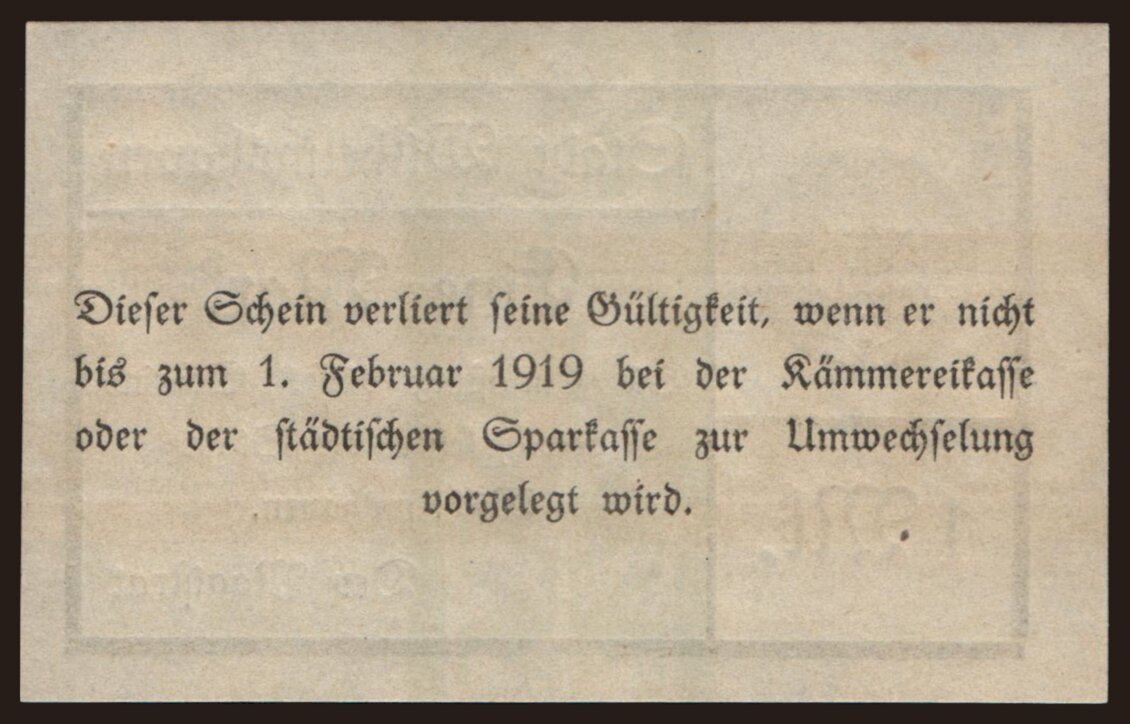 Dieser Schein verliert seine Gültigkeit, wenn er nicht
bis zum 1. Februar 1919 bei der Kämmereikasse
oder der städtischen Sparkasse zur Umwechselung
vorgelegt wird.